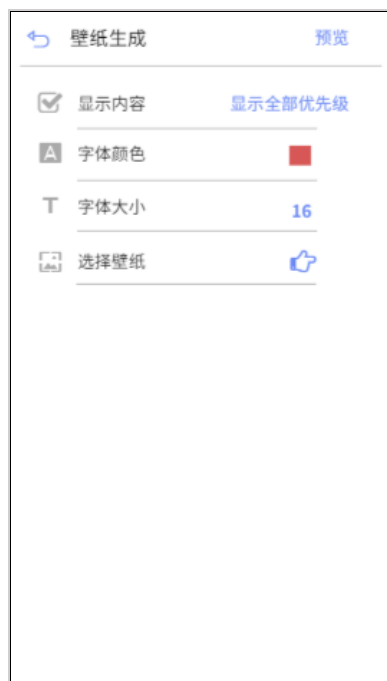 壁纸生成 预览
显示内容 显示全部优先级
字体颜色
字体大小 16
选择壁纸